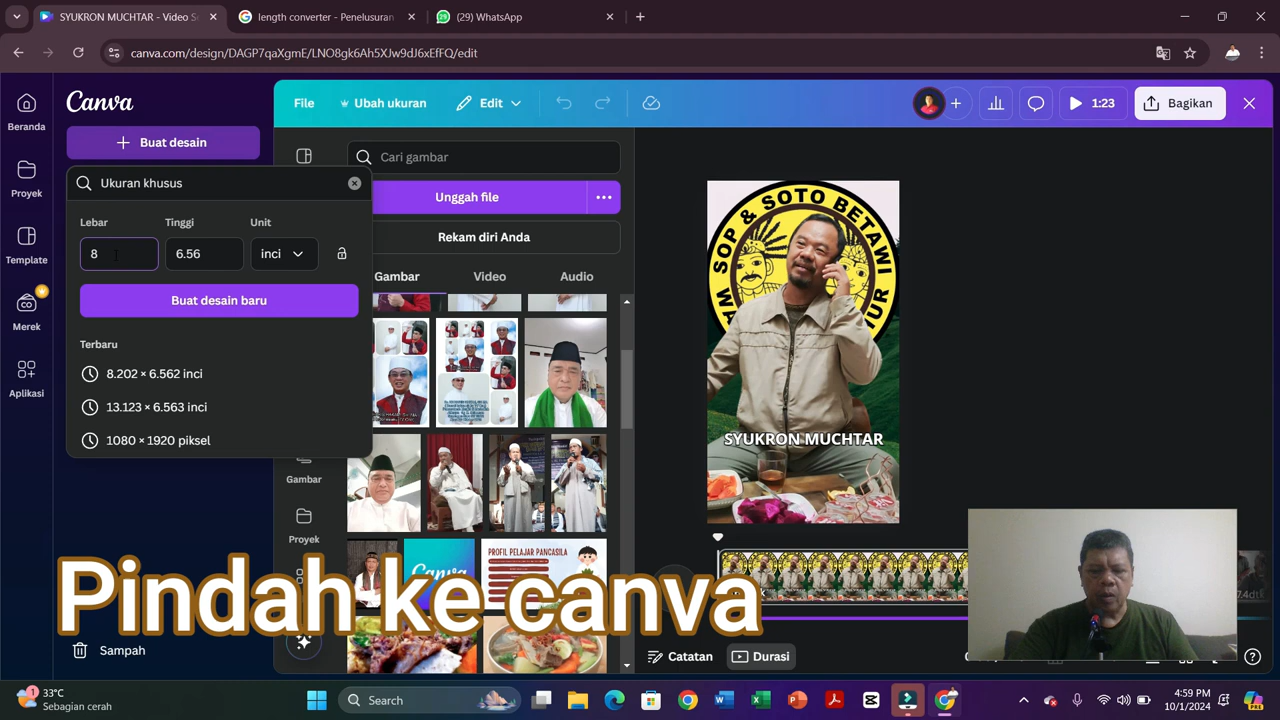 SYUKRON MUCHTAR - Video S
length converter - Penelusuran
(29) WhatsApp
canva.com/design/DAGP7qaXgmE/LNO8gk6Ah5XJw9dJ6xEfFQ/edit
Canva
File
Ubah ukuran
Edit
1:23
Bagikan
Beranda
Proyek
Template
Merek
Aplikasi
Buat desain
Ukuran khusus
Lebar
Tinggi
Unit
8
6.56
inci
Buat desain baru
Terbaru
8.202 × 6.562 inci
13.123 × 6.563 inci
1080 × 1920 piksel
Cari gambar
Unggah file
Rekam diri Anda
Gambar
Video
Audio
Gambar
Proyek
PROFIL PELAJAR PANCASILA
Canva
SOP & SOTO BETAWI
SYUKRON MUCHTAR
Pindah ke canva
Sampah
Catatan
Durasi
7.4dt
33°C
Sebagian cerah
Search
4:59 PM
10/1/2024